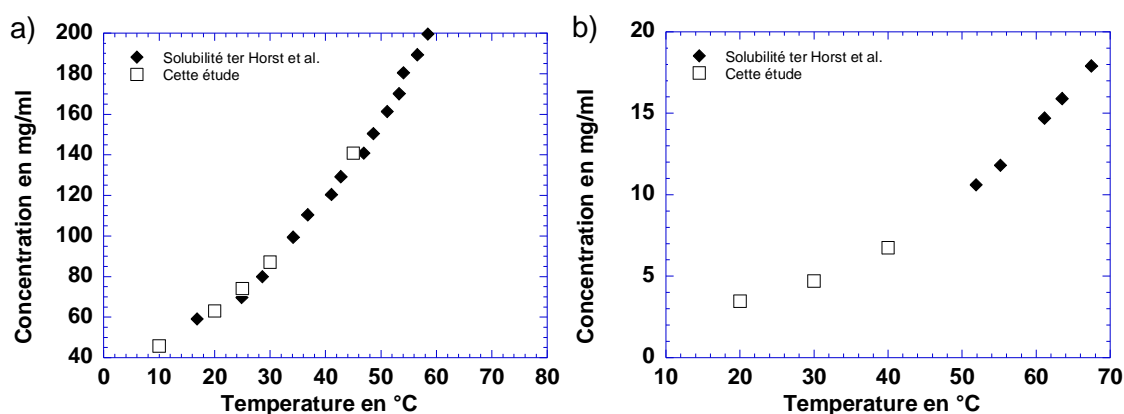 a)
200
180
160
140
120
100
80
60
40
Concentration en mg/ml
Solubilité ter Horst et al.
Cette étude
0 10 20 30 40 50 60 70 80
Temperature en °C
b)
20
15
10
5
0
Concentration en mg/ml
Solubilité ter Horst et al.
Cette étude
10 20 30 40 50 60 70
Temperature en °C